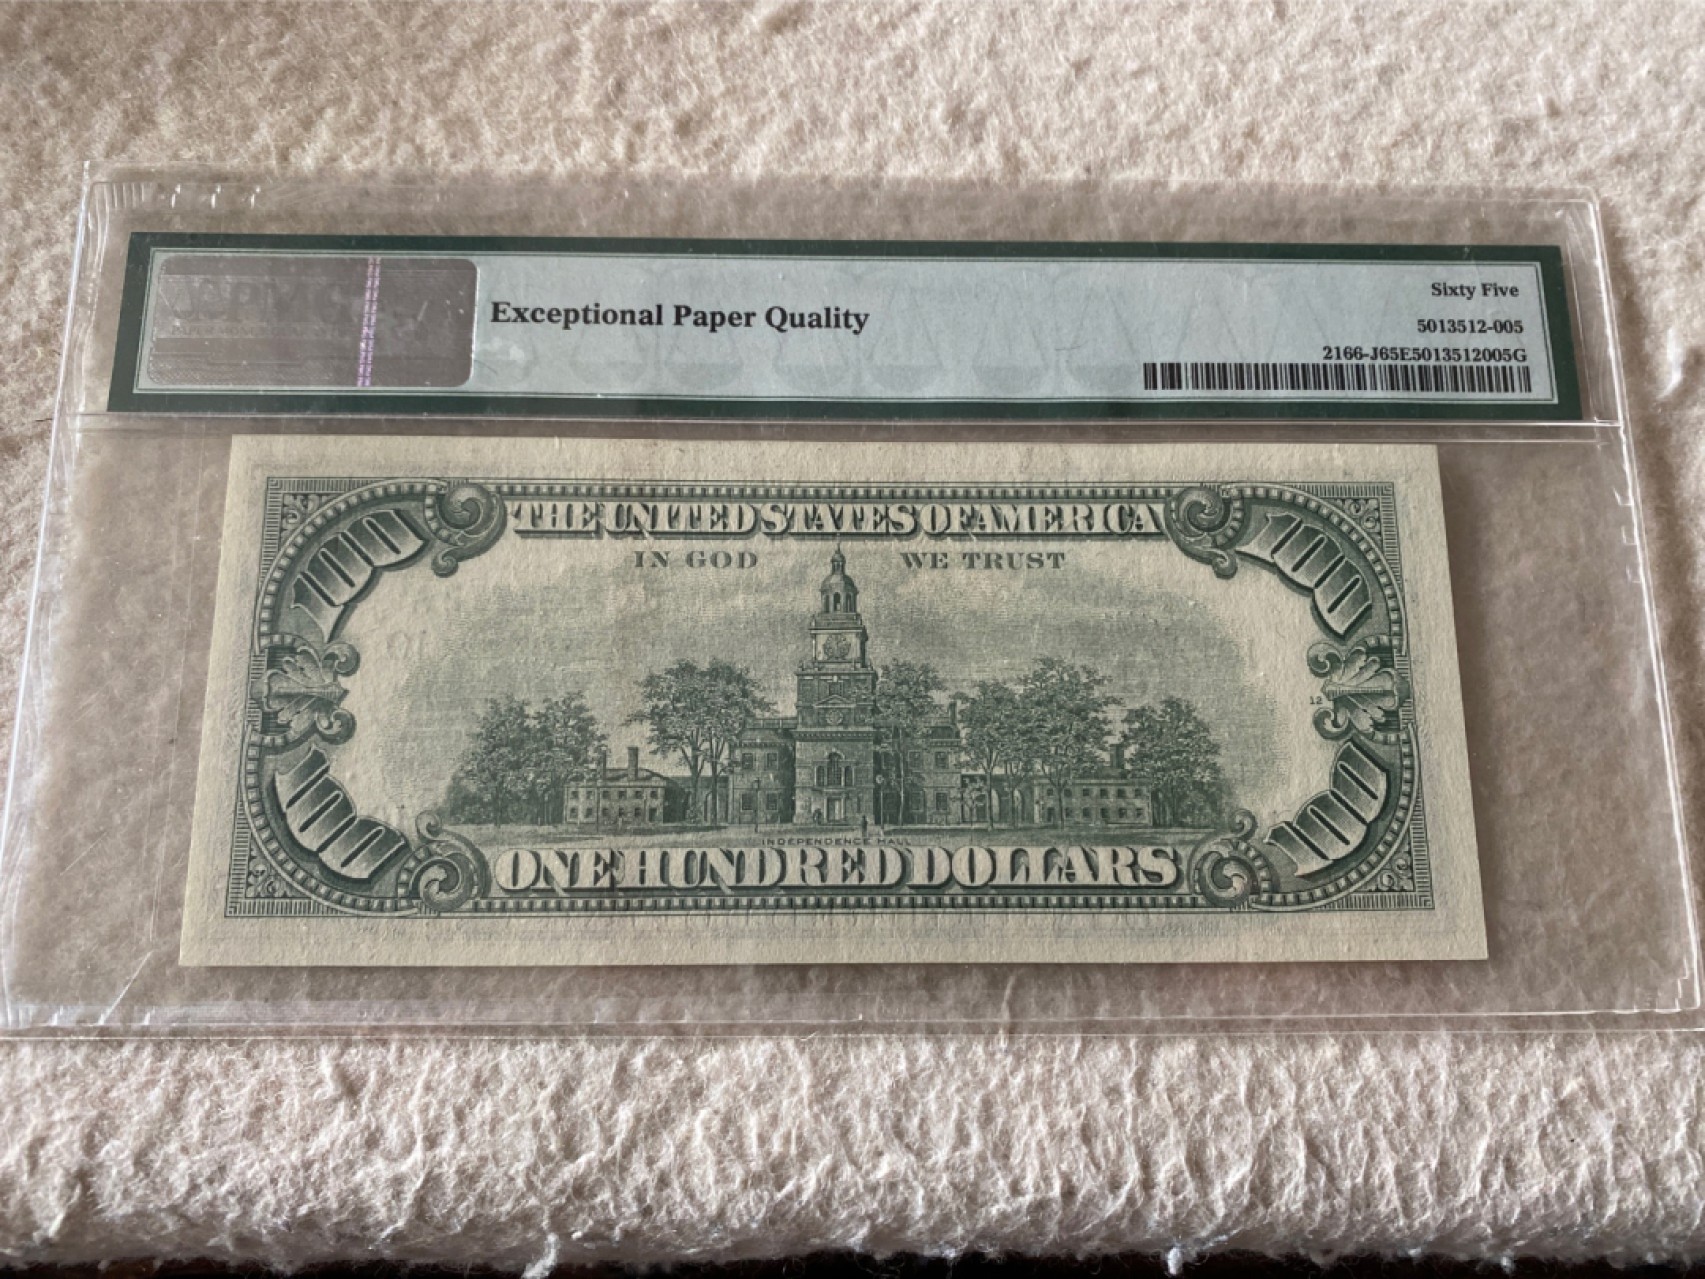 Exceptional Paper Quality
Sixty Five
5013512-005
2166-J65E5013512005G
THE UNITED STATES OF AMERICA
100 100
IN GOD WE TRUST
12
100 100
INDEPENDENCE HALL
ONE HUNDRED DOLLARS